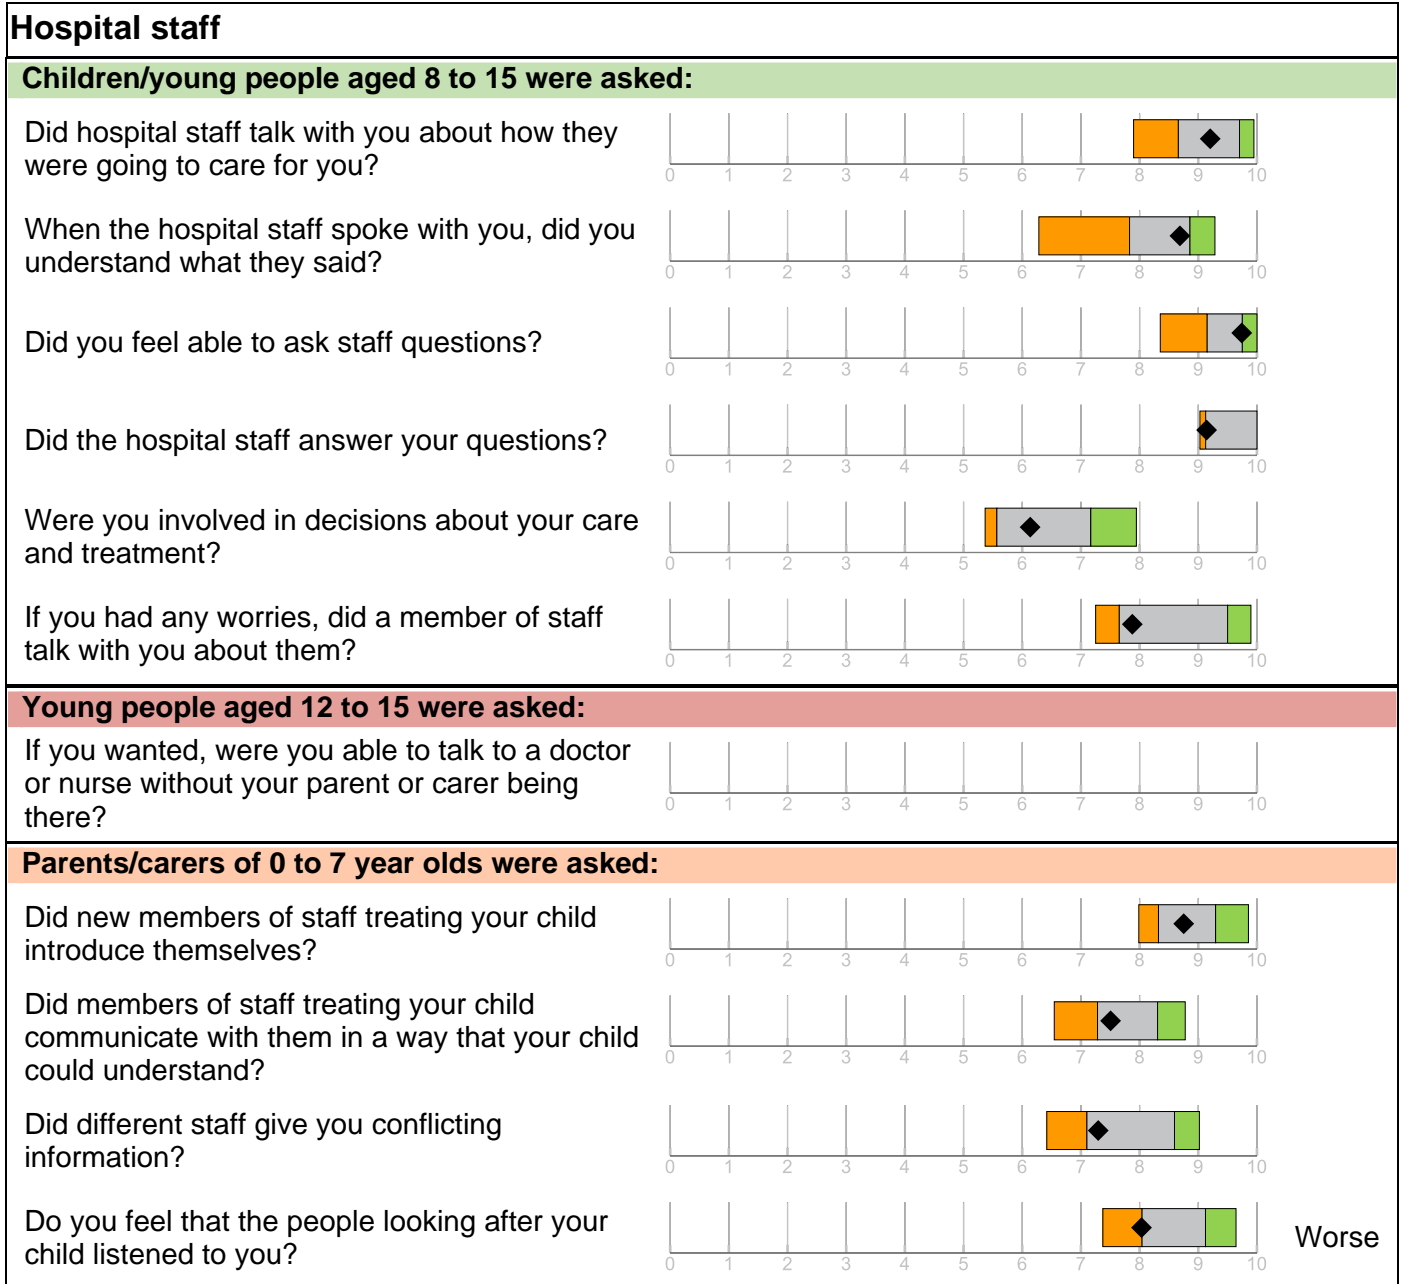 Hospital staff
Children/young people aged 8 to 15 were asked:
Did hospital staff talk with you about how they
were going to care for you?
0 1 2 3 4 5 6 7 8 9 10
When the hospital staff spoke with you, did you
understand what they said?
0 1 2 3 4 5 6 7 8 9 10
Did you feel able to ask staff questions?
0 1 2 3 4 5 6 7 8 9 10
Did the hospital staff answer your questions?
0 1 2 3 4 5 6 7 8 9 10
Were you involved in decisions about your care
and treatment?
0 1 2 3 4 5 6 7 8 9 10
If you had any worries, did a member of staff
talk with you about them?
0 1 2 3 4 5 6 7 8 9 10
Young people aged 12 to 15 were asked:
If you wanted, were you able to talk to a doctor
or nurse without your parent or carer being
there?
0 1 2 3 4 5 6 7 8 9 10
Parents/carers of 0 to 7 year olds were asked:
Did new members of staff treating your child
introduce themselves?
0 1 2 3 4 5 6 7 8 9 10
Did members of staff treating your child
communicate with them in a way that your child
could understand?
0 1 2 3 4 5 6 7 8 9 10
Did different staff give you conflicting
information?
0 1 2 3 4 5 6 7 8 9 10
Do you feel that the people looking after your
child listened to you?
0 1 2 3 4 5 6 7 8 9 10
Worse